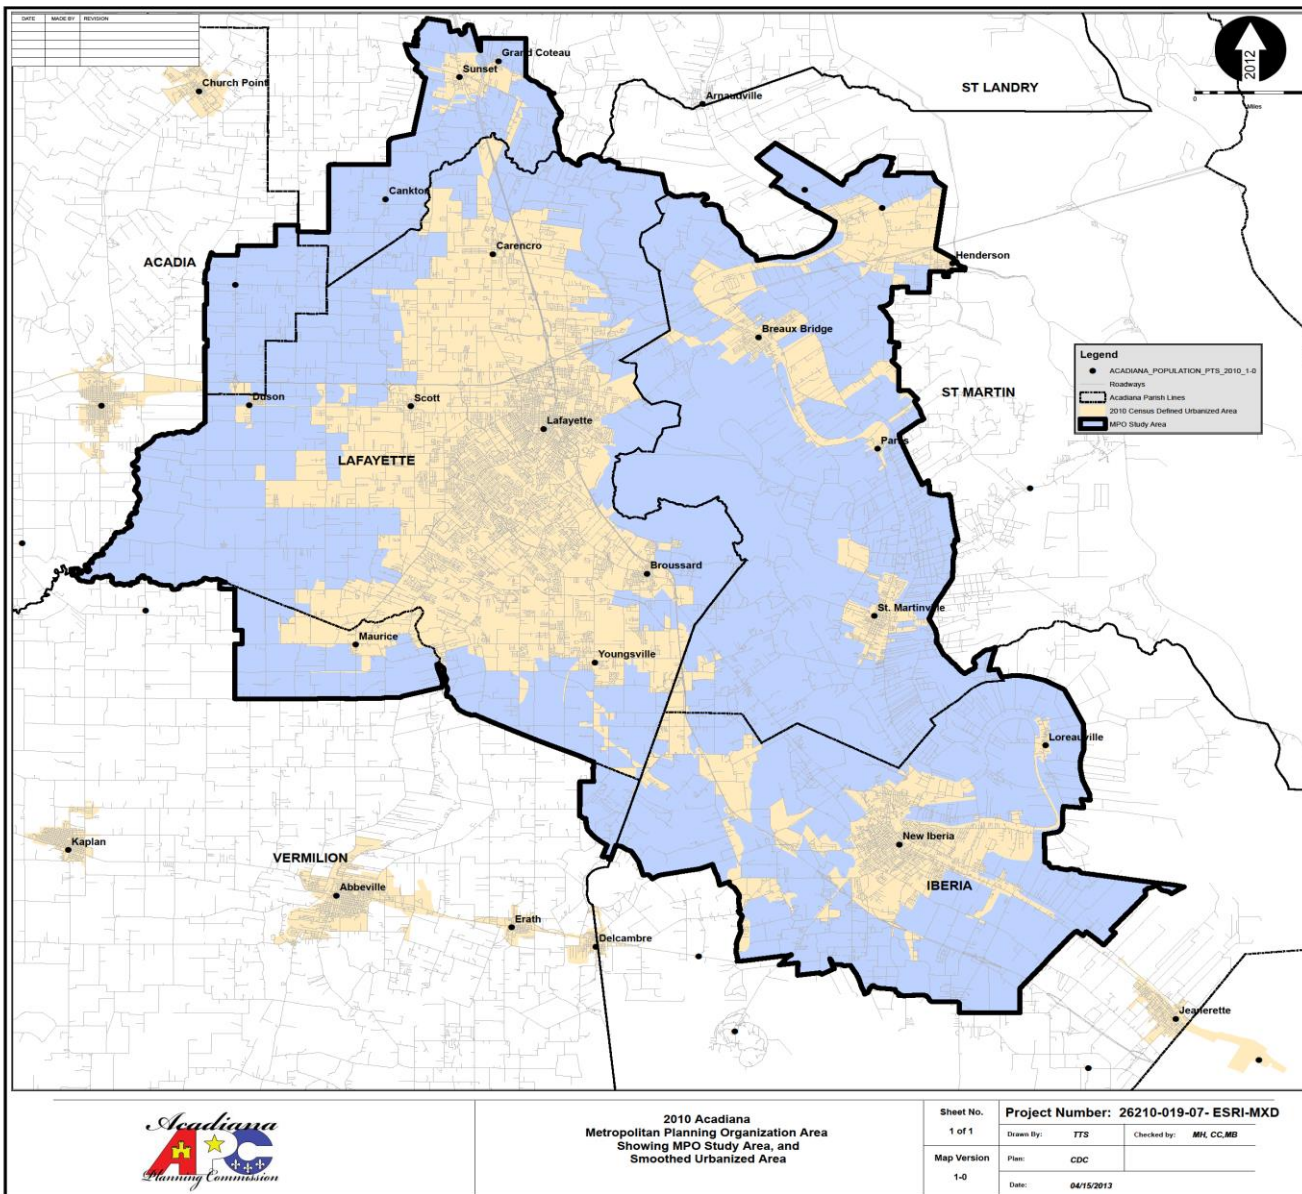 DATE MADE BY REVISION
Grand Coteau
Sunset
Church Point
Arnaudville
ST LANDRY
2012
0
Miles
Cankton
Carencro
ACADIA
Henderson
Breaux Bridge
Legend
ACADIANA_POPULATION_PTS_2010_1-0
Roadways
Acadiana Parish Lines
2010 Census Defined Urbanized Area
MPO Study Area
ST MARTIN
Duson
Scott
Lafayette
Parks
LAFAYETTE
Broussard
St. Martinville
Maurice
Youngsville
Loreauville
Kaplan
New Iberia
VERMILION
IBERIA
Abbeville
Erath
Delcambre
Jeanerette
Acadiana
APC
Planning Commission
2010 Acadiana
Metropolitan Planning Organization Area
Showing MPO Study Area, and
Smoothed Urbanized Area
Sheet No.
1 of 1
Map Version
1-0
Project Number: 26210-019-07- ESRI-MXD
Drawn By: TTS Checked by: MH, CC,MB
Plan: CDC
Date: 04/15/2013